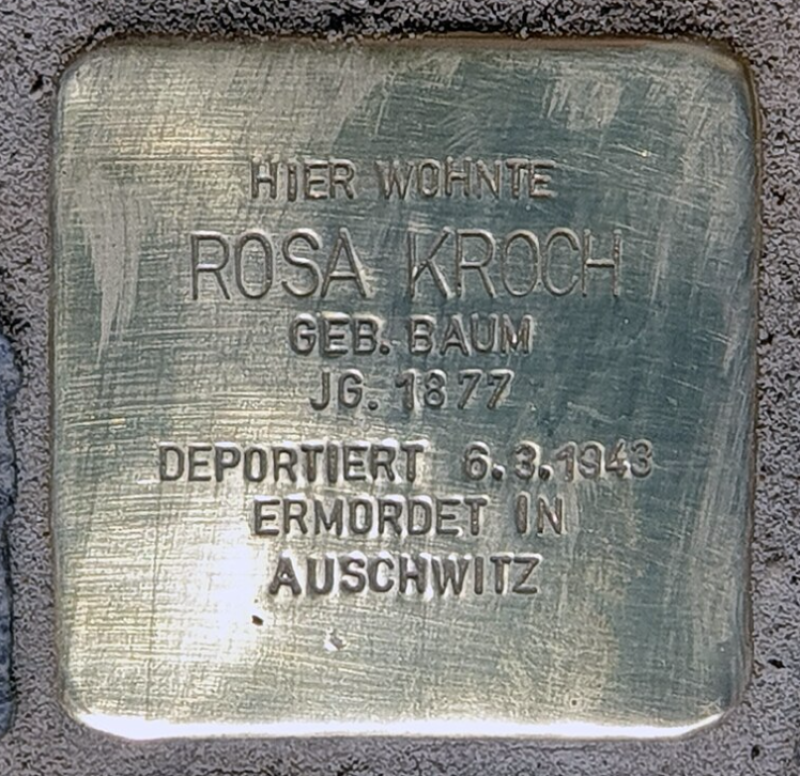 HIER WOHNTE
ROSA KROCH
GEB. BAUM
JG. 1877
DEPORTIERT 6.3.1943
ERMORDET IN
AUSCHWITZ